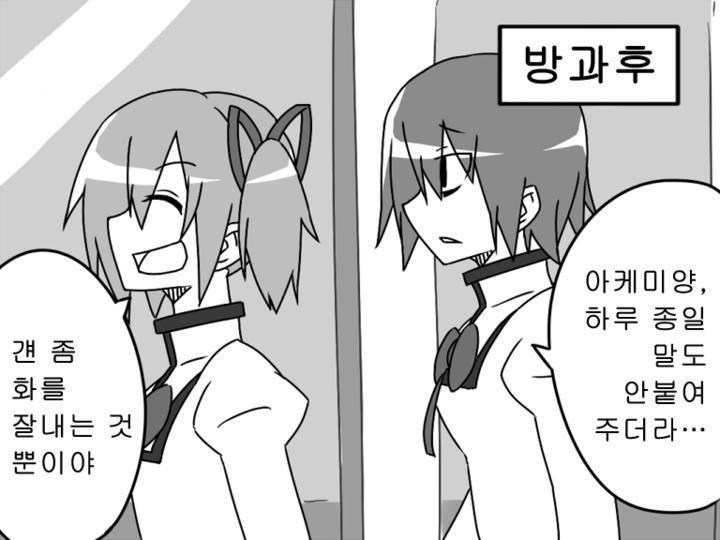 방과후
아케미양,
하루 종일
말도
안붙여
주더라…
걘 좀
화를
잘내는 것
뿐이야